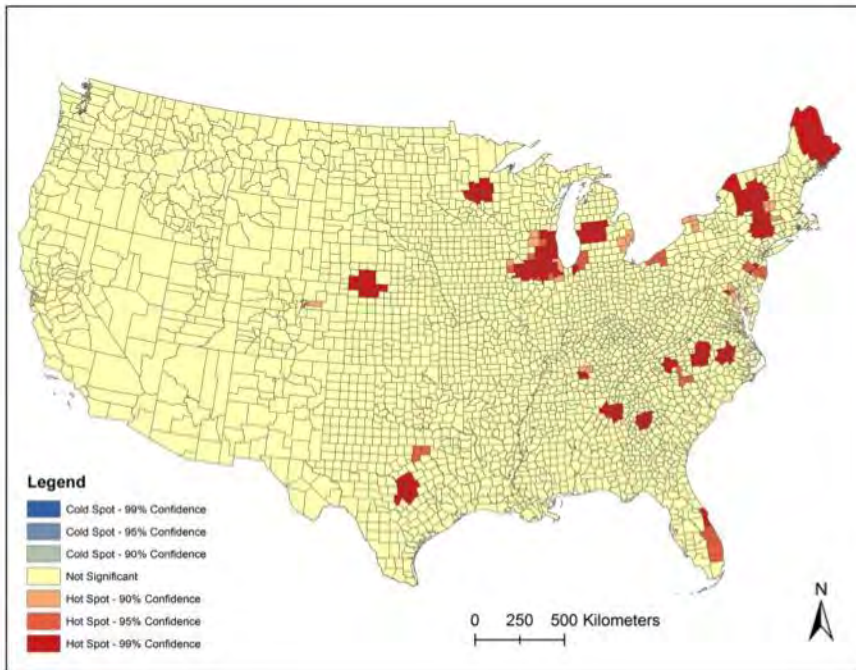 Legend
Cold Spot - 99% Confidence
Cold Spot - 95% Confidence
Cold Spot - 90% Confidence
Not Significant
Hot Spot - 90% Confidence
Hot Spot - 95% Confidence
Hot Spot - 99% Confidence
0 250 500 Kilometers
N